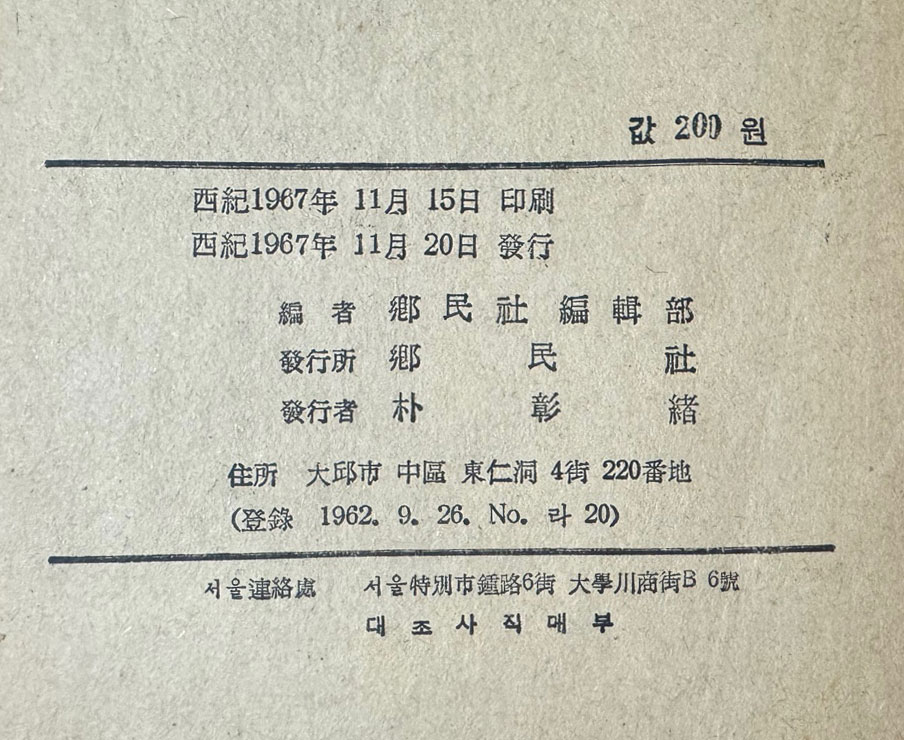 값 200 원
西紀1967年 11月 15日 印刷
西紀1967年 11月 20日 發行
編 者 鄕 民 社 編 輯 部
發行所 鄕 民 社
發行者 朴 彰 緖
住所 大邱市 中區 東仁洞 4街 220番地
(登錄 1962. 9. 26. No. 라 20)
서울連絡處 서울特別市鍾路6街 大學川商街B 6號
대 조 사 직 매 부